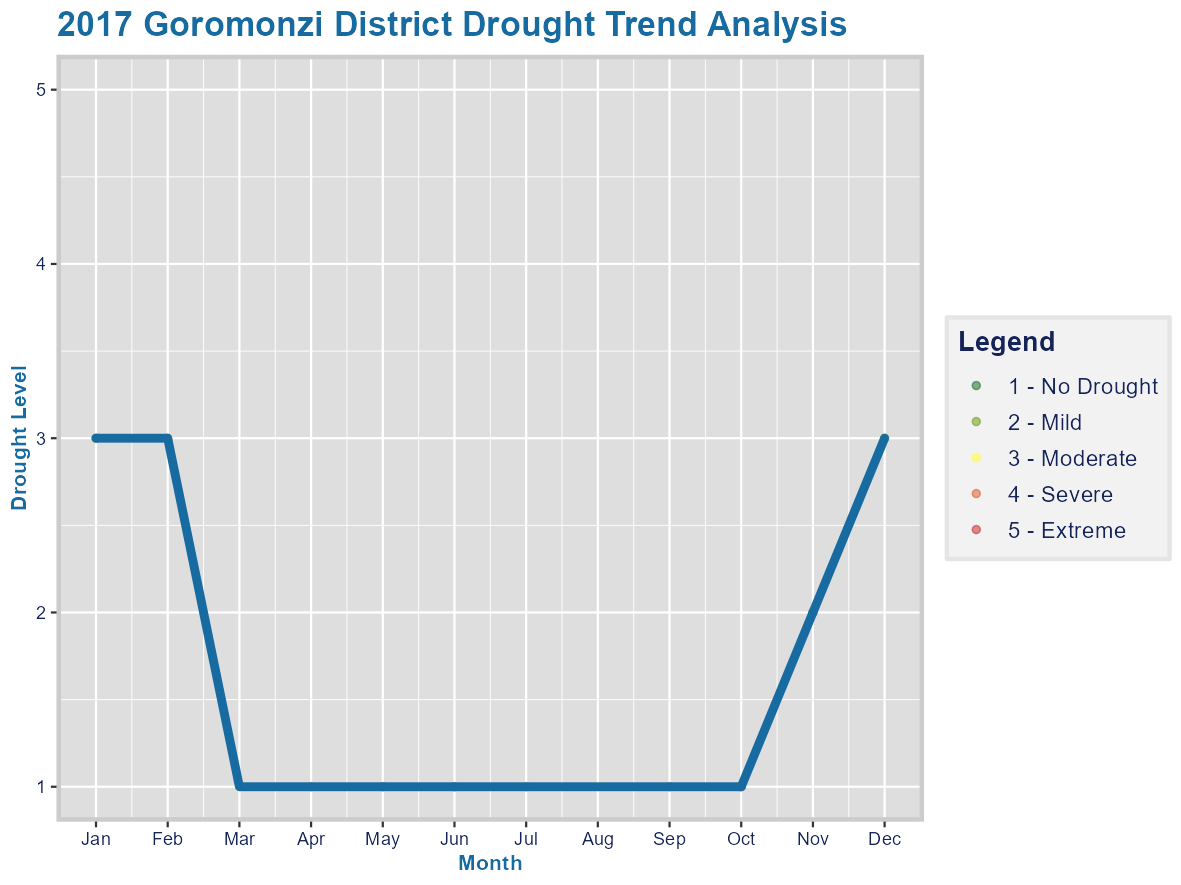 2017 Goromonzi District Drought Trend Analysis
5
4
3
2
1
Drought Level
Jan Feb Mar Apr May Jun Jul Aug Sep Oct Nov Dec
Month
Legend
1 - No Drought
2 - Mild
3 - Moderate
4 - Severe
5 - Extreme